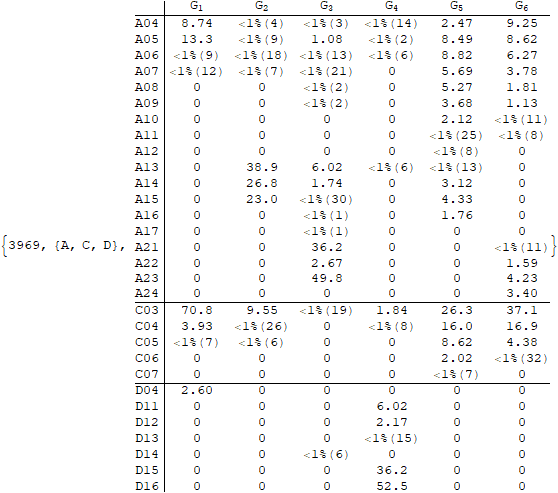 G1 G2 G3 G4 G5 G6
A04 8.74 <1%(4) <1%(3) <1%(14) 2.47 9.25
A05 13.3 <1%(9) 1.08 <1%(2) 8.49 8.62
A06 <1%(9) <1%(18) <1%(13) <1%(6) 8.82 6.27
A07 <1%(12) <1%(7) <1%(21) 0 5.69 3.78
A08 0 0 <1%(2) 0 5.27 1.81
A09 0 0 <1%(2) 0 3.68 1.13
A10 0 0 0 0 2.12 <1%(11)
A11 0 0 0 0 <1%(25) <1%(8)
A12 0 0 0 0 <1%(8) 0
A13 0 38.9 6.02 <1%(6) <1%(13) 0
A14 0 26.8 1.74 0 3.12 0
A15 0 23.0 <1%(30) 0 4.33 0
A16 0 0 <1%(1) 0 1.76 0
A17 0 0 <1%(1) 0 0 0
{3969, {A, C, D}, A21 0 0 36.2 0 0 <1%(11) }
A22 0 0 2.67 0 0 1.59
A23 0 0 49.8 0 0 4.23
A24 0 0 0 0 0 3.40
C03 70.8 9.55 <1%(19) 1.84 26.3 37.1
C04 3.93 <1%(26) 0 <1%(8) 16.0 16.9
C05 <1%(7) <1%(6) 0 0 8.62 4.38
C06 0 0 0 0 2.02 <1%(32)
C07 0 0 0 0 <1%(7) 0
D04 2.60 0 0 0 0 0
D11 0 0 0 6.02 0 0
D12 0 0 0 2.17 0 0
D13 0 0 0 <1%(15) 0 0
D14 0 0 <1%(6) 0 0 0
D15 0 0 0 36.2 0 0
D16 0 0 0 52.5 0 0